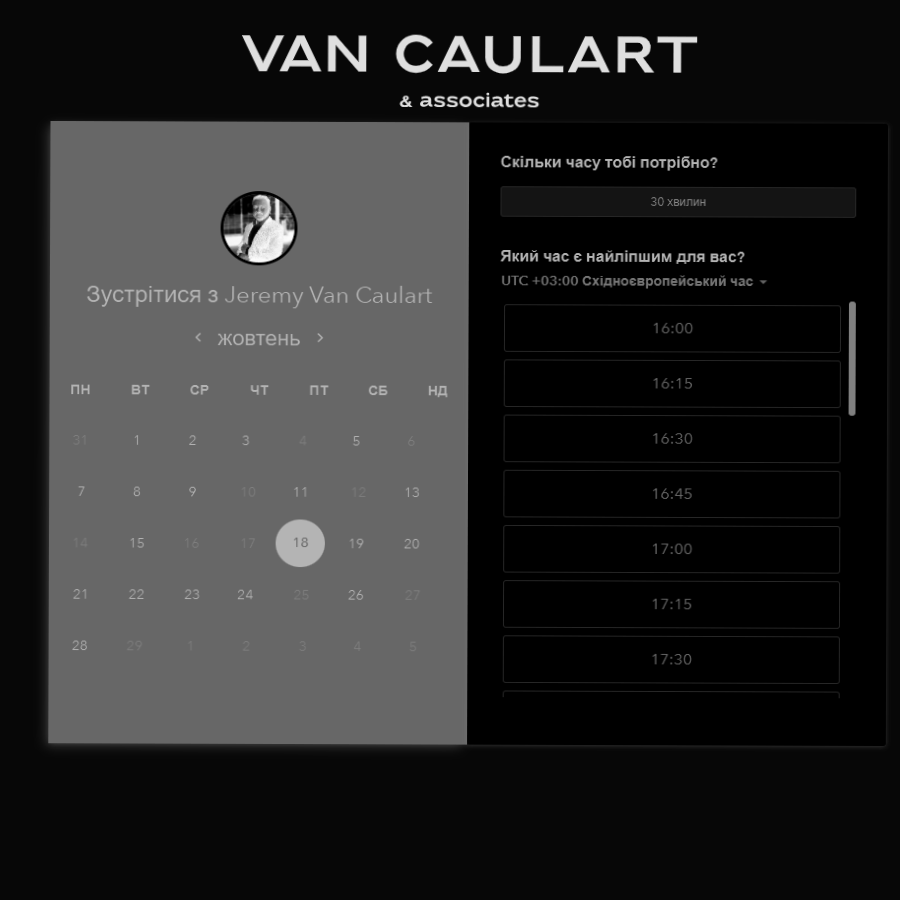 VAN CAULART
& associates
Зустрітися з Jeremy Van Caulart
жовтень
ПН ВТ СР ЧТ ПТ СБ НД
31 1 2 3 4 5 6
7 8 9 10 11 12 13
14 15 16 17 18 19 20
21 22 23 24 25 26 27
28 29 1 2 3 4 5
Скільки часу тобі потрібно?
30 хвилин
Який час є найліпшим для вас?
UTC +03:00 Східноєвропейський час
16:00
16:15
16:30
16:45
17:00
17:15
17:30